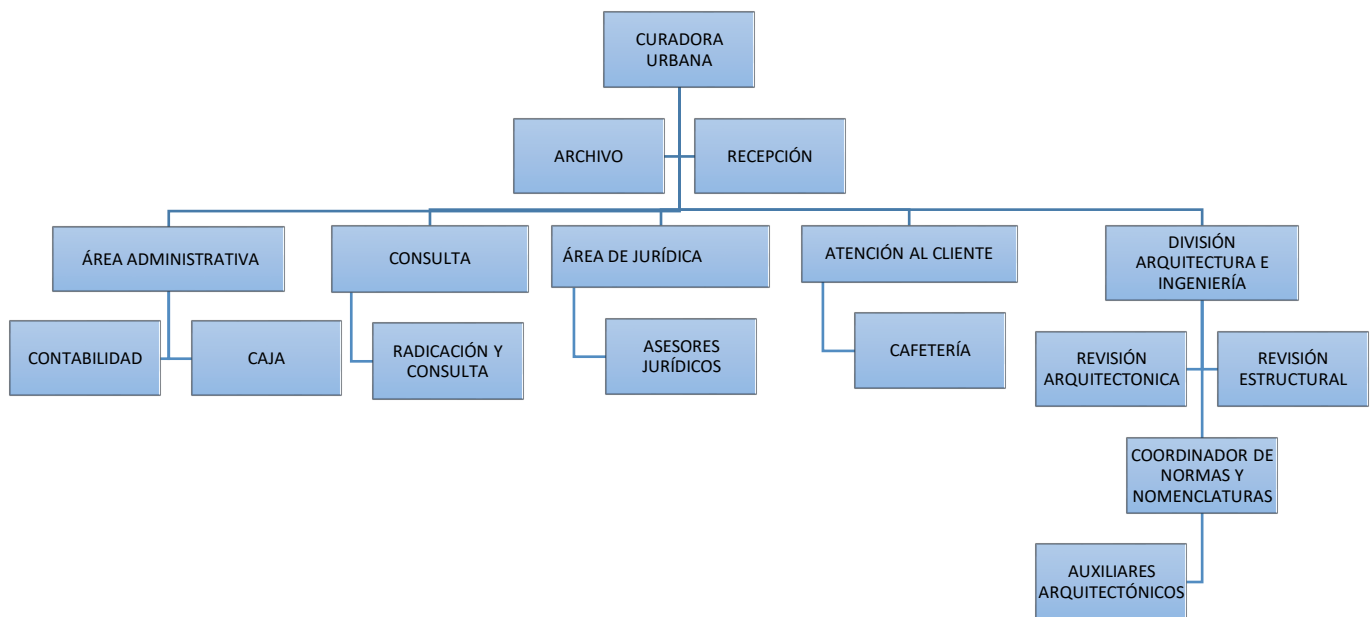 CURADORA
URBANA
ARCHIVO
RECEPCIÓN
ÁREA ADMINISTRATIVA
CONSULTA
ÁREA DE JURÍDICA
ATENCIÓN AL CLIENTE
DIVISIÓN
ARQUITECTURA E
INGENIERÍA
CONTABILIDAD
CAJA
RADICACIÓN Y
CONSULTA
ASESORES
JURÍDICOS
CAFETERÍA
REVISIÓN
ARQUITECTONICA
REVISIÓN
ESTRUCTURAL
COORDINADOR DE
NORMAS Y
NOMENCLATURAS
AUXILIARES
ARQUITECTÓNICOS